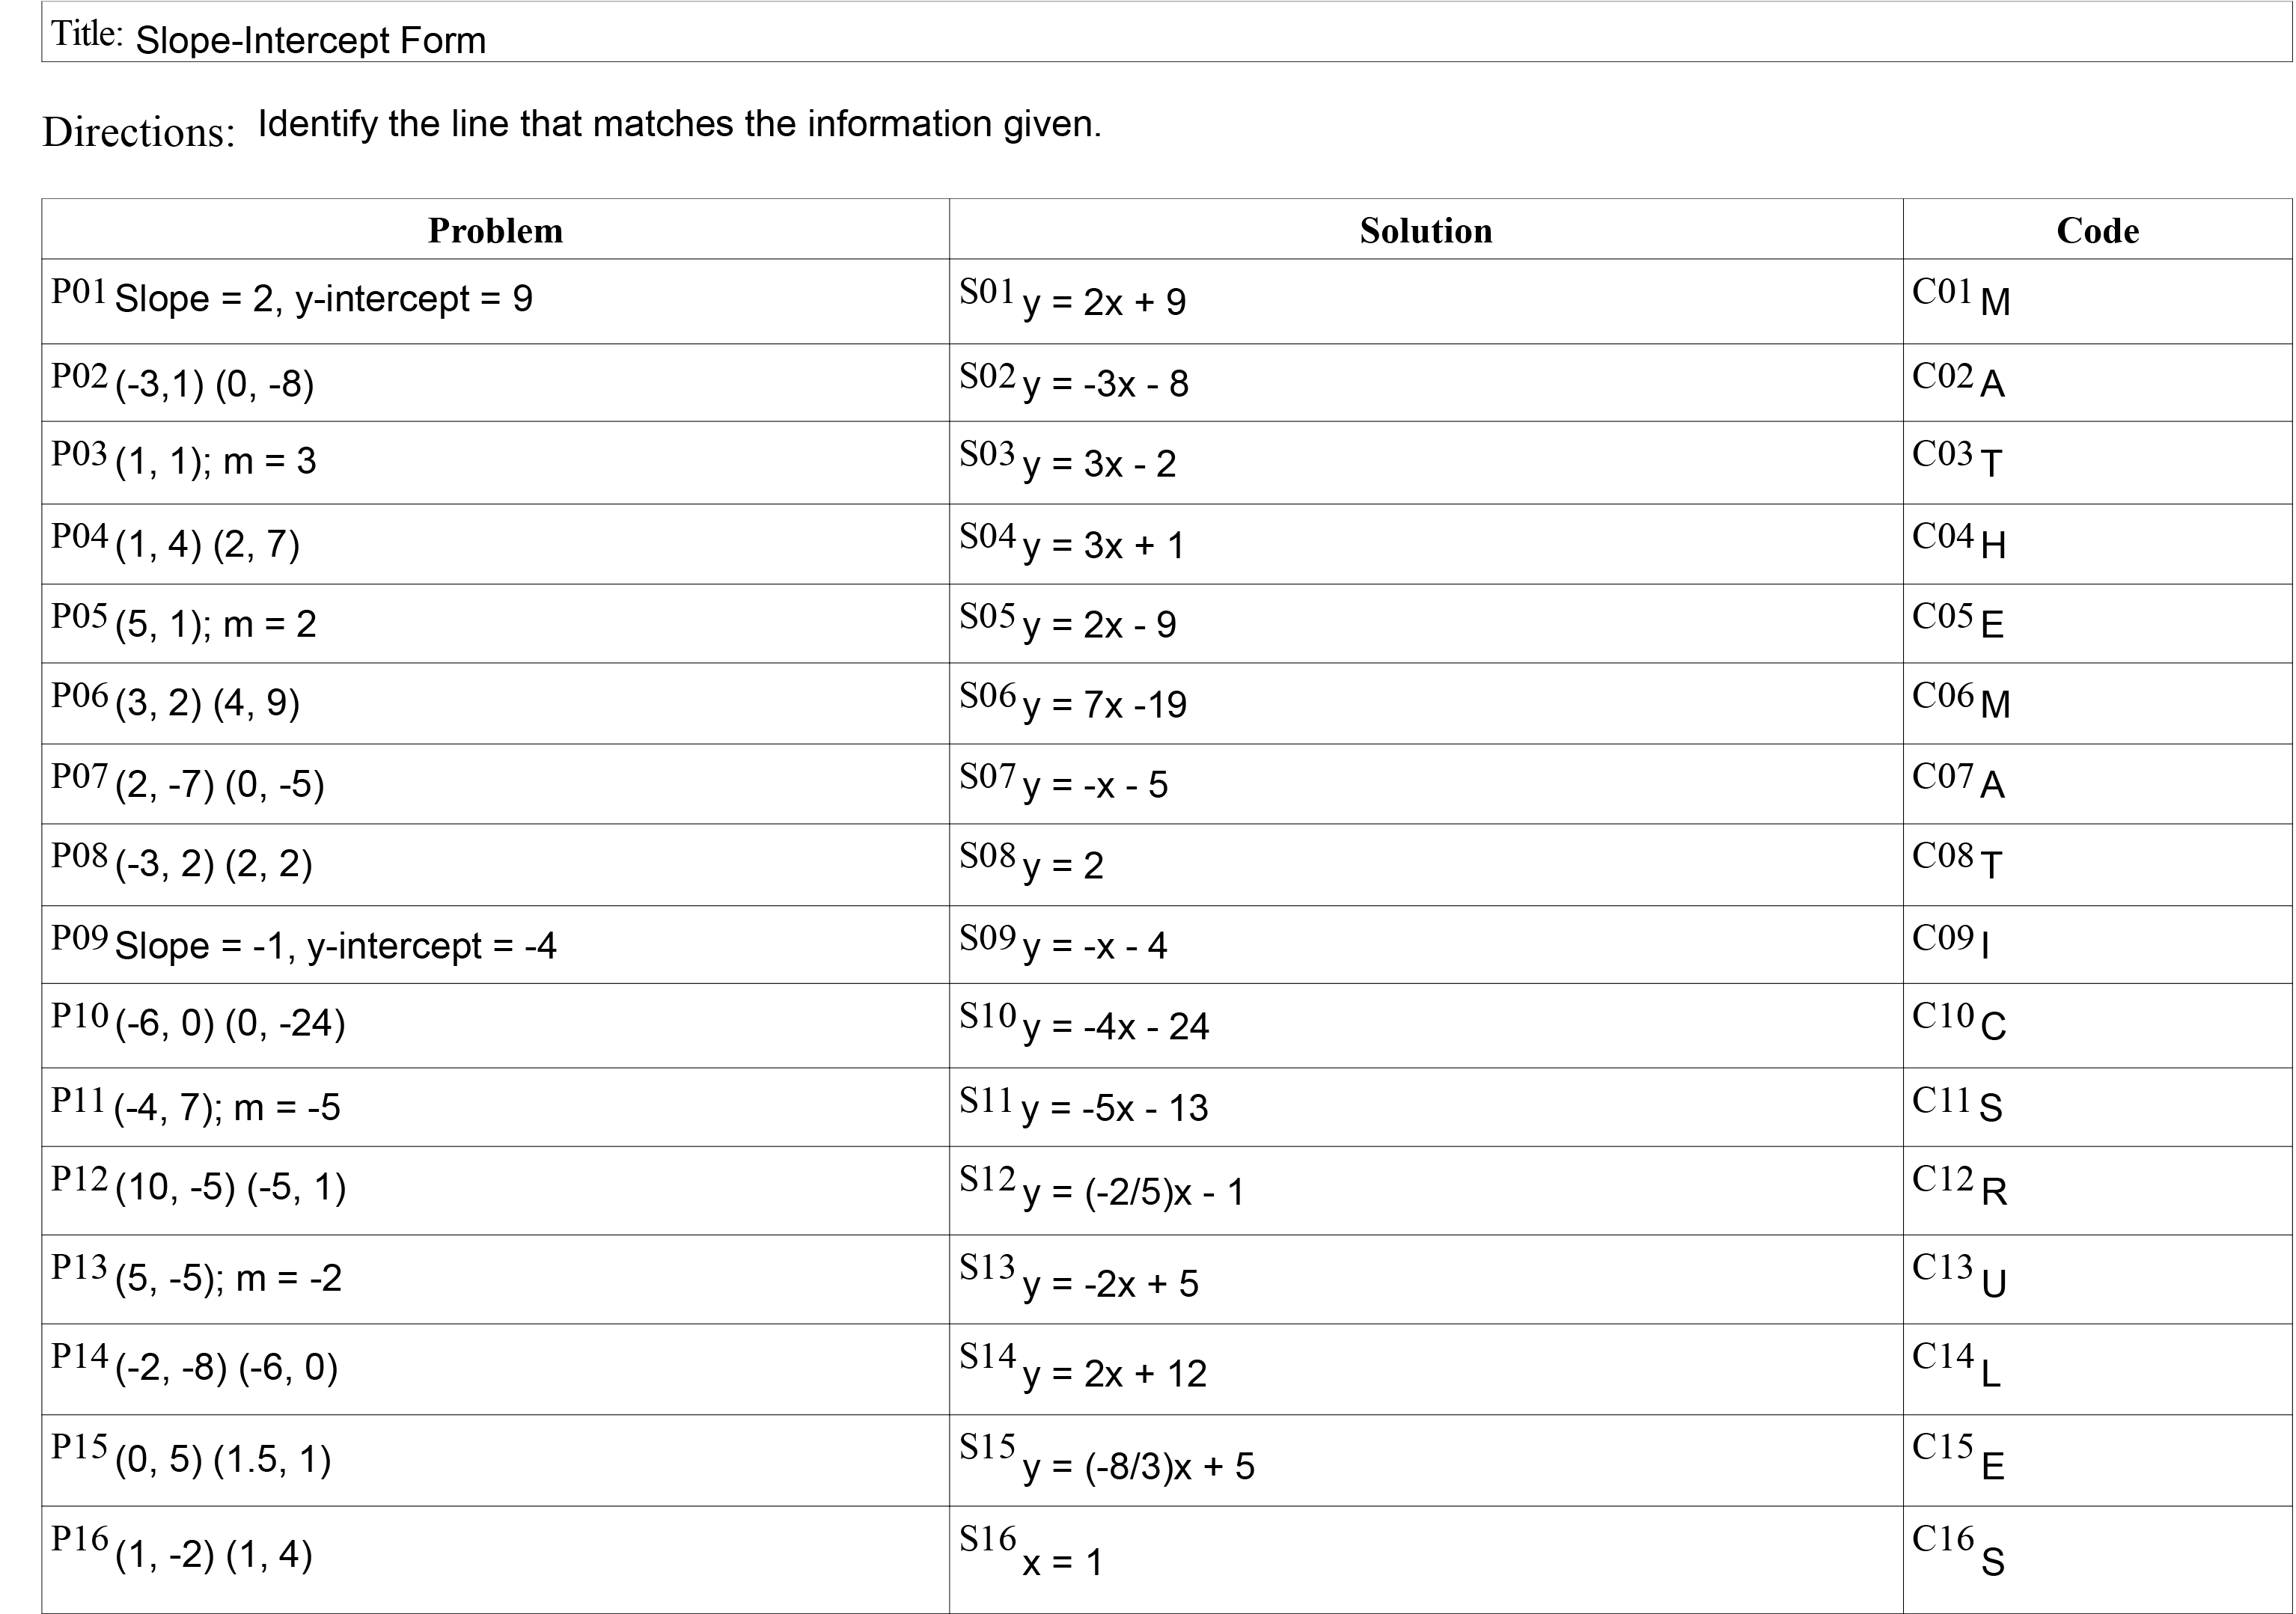 Title: Slope-Intercept Form
Directions: Identify the line that matches the information given.
Problem Solution Code
P01 Slope = 2, y-intercept = 9 S01 y = 2x + 9 C01 M
P02 (-3,1) (0, -8) S02 y = -3x - 8 C02 A
P03 (1, 1); m = 3 S03 y = 3x - 2 C03 T
P04 (1, 4) (2, 7) S04 y = 3x + 1 C04 H
P05 (5, 1); m = 2 S05 y = 2x - 9 C05 E
P06 (3, 2) (4, 9) S06 y = 7x -19 C06 M
P07 (2, -7) (0, -5) S07 y = -x - 5 C07 A
P08 (-3, 2) (2, 2) S08 y = 2 C08 T
P09 Slope = -1, y-intercept = -4 S09 y = -x - 4 C09 I
P10 (-6, 0) (0, -24) S10 y = -4x - 24 C10 C
P11 (-4, 7); m = -5 S11 y = -5x - 13 C11 S
P12 (10, -5) (-5, 1) S12 y = (-2/5)x - 1 C12 R
P13 (5, -5); m = -2 S13 y = -2x + 5 C13 U
P14 (-2, -8) (-6, 0) S14 y = 2x + 12 C14 L
P15 (0, 5) (1.5, 1) S15 y = (-8/3)x + 5 C15 E
P16 (1, -2) (1, 4) S16 x = 1 C16 S